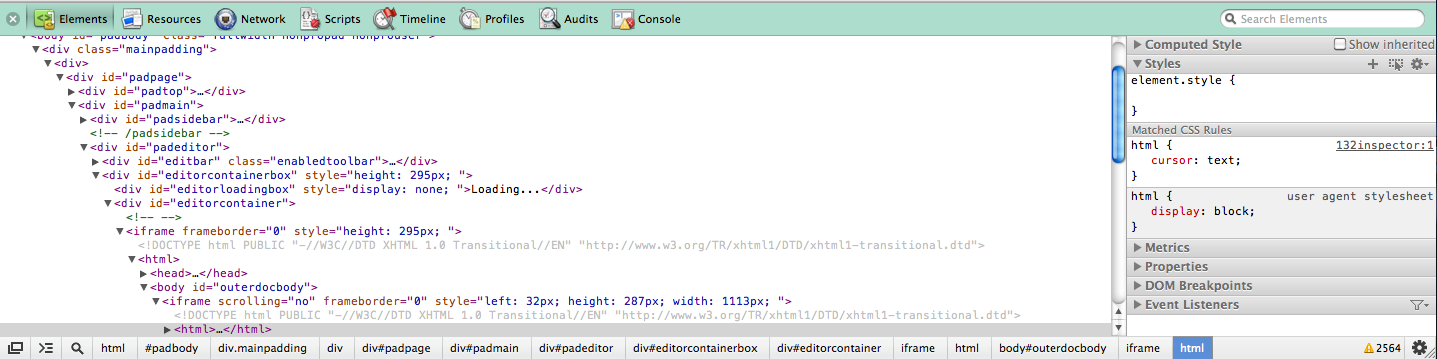 Elements Resources Network Scripts Timeline Profiles Audits Console Search Elements
<body id="padbody" class="fullwidth nonpropad nonprouser">
▼<div class="mainpadding">
▼<div>
▼<div id="padpage">
▶<div id="padtop">…</div>
▼<div id="padmain">
▶<div id="padsidebar">…</div>
<!-- /padsidebar -->
▼<div id="padeditor">
▶<div id="editbar" class="enabledtoolbar">…</div>
▼<div id="editorcontainerbox" style="height: 295px; ">
<div id="editorloadingbox" style="display: none; ">Loading...</div>
▼<div id="editorcontainer">
<!-- -->
▼<iframe frameborder="0" style="height: 295px; ">
<!DOCTYPE html PUBLIC "-//W3C//DTD XHTML 1.0 Transitional//EN" "http://www.w3.org/TR/xhtml1/DTD/xhtml1-transitional.dtd">
▼<html>
▶<head>…</head>
▼<body id="outerdocbody">
▼<iframe scrolling="no" frameborder="0" style="left: 32px; height: 287px; width: 1113px; ">
<!DOCTYPE html PUBLIC "-//W3C//DTD XHTML 1.0 Transitional//EN" "http://www.w3.org/TR/xhtml1/DTD/xhtml1-transitional.dtd">
▶<html>…</html>
▶ Computed Style Show inherited
▼ Styles
element.style {
}
Matched CSS Rules
html { 132inspector:1
cursor: text;
}
html { user agent stylesheet
display: block;
}
▶ Metrics
▶ Properties
▶ DOM Breakpoints
▶ Event Listeners
html #padbody div.mainpadding div div#padpage div#padmain div#padeditor div#editorcontainerbox div#editorcontainer iframe html body#outerdocbody iframe html 2564